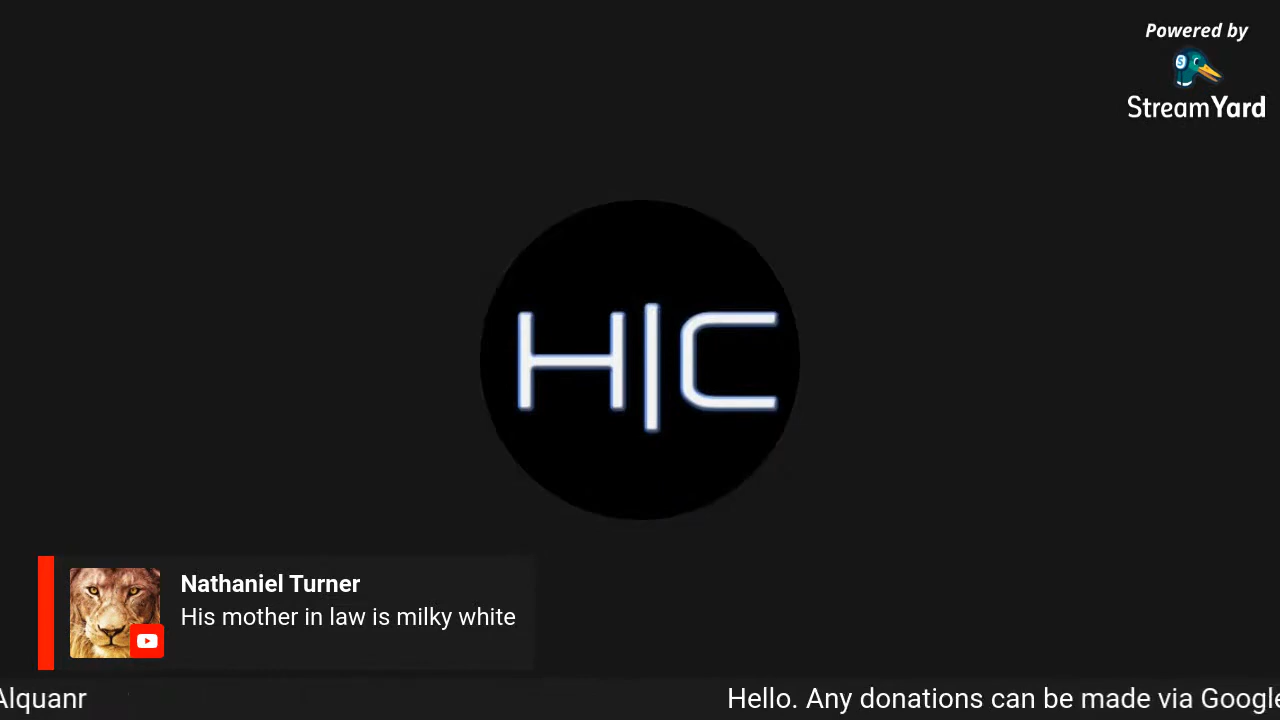 Powered by
StreamYard
H|C
Nathaniel Turner
His mother in law is milky white
Alquanr
Hello. Any donations can be made via Google